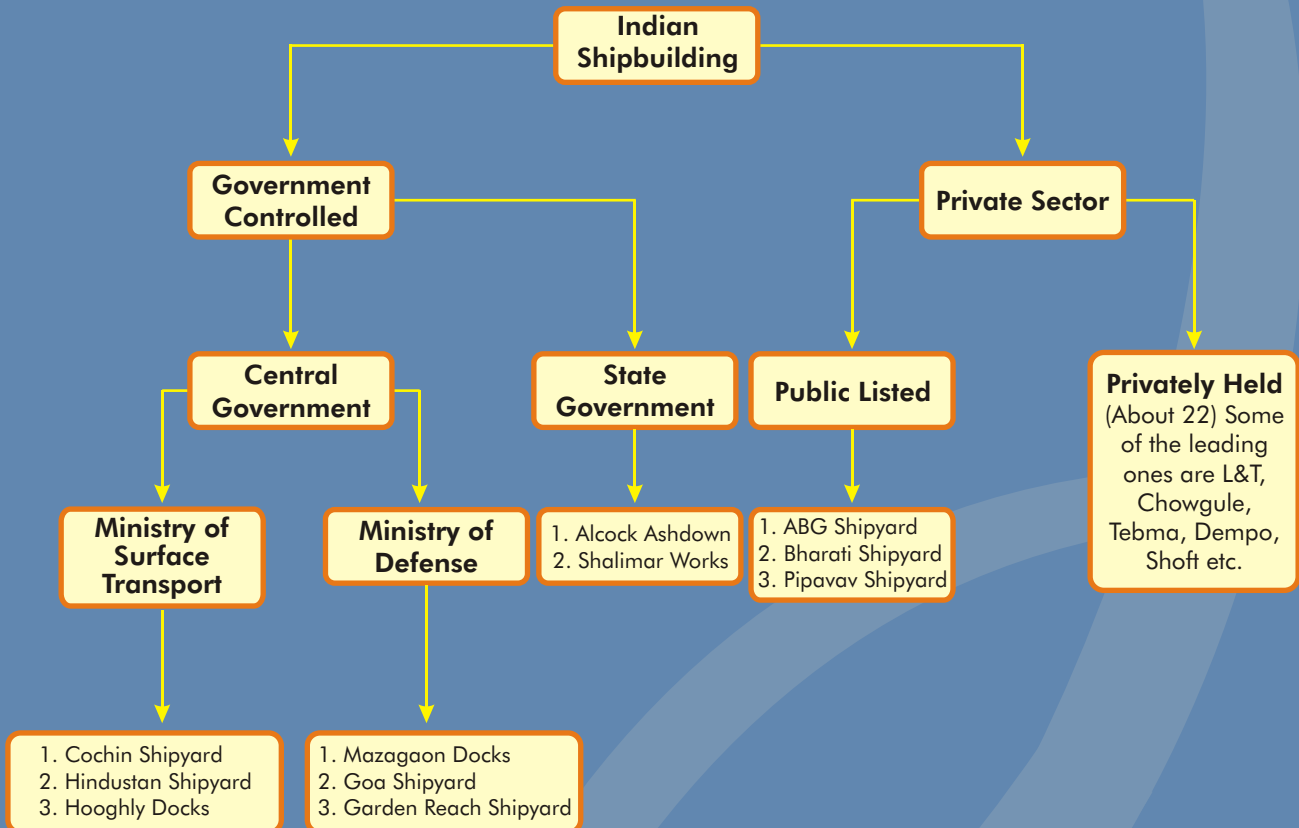 Indian
Shipbuilding
Government
Controlled
Private Sector
Central
Government
State
Government
Public Listed
Privately Held
(About 22) Some
of the leading
ones are L&T,
Chowgule,
Tebma, Dempo,
Shoft etc.
Ministry of
Surface
Transport
Ministry of
Defense
1. Alcock Ashdown
2. Shalimar Works
1. ABG Shipyard
2. Bharati Shipyard
3. Pipavav Shipyard
1. Cochin Shipyard
2. Hindustan Shipyard
3. Hooghly Docks
1. Mazagaon Docks
2. Goa Shipyard
3. Garden Reach Shipyard